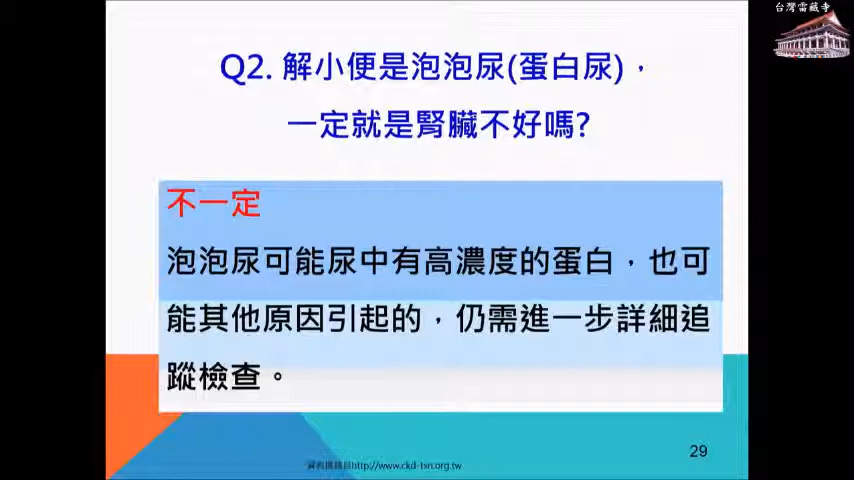 台灣雷藏寺
Q2. 解小便是泡泡尿(蛋白尿)，
一定就是腎臟不好嗎?
不一定
泡泡尿可能尿中有高濃度的蛋白，也可
能其他原因引起的，仍需進一步詳細追
蹤檢查。
29
http://www.ckd-tsn.org.tw